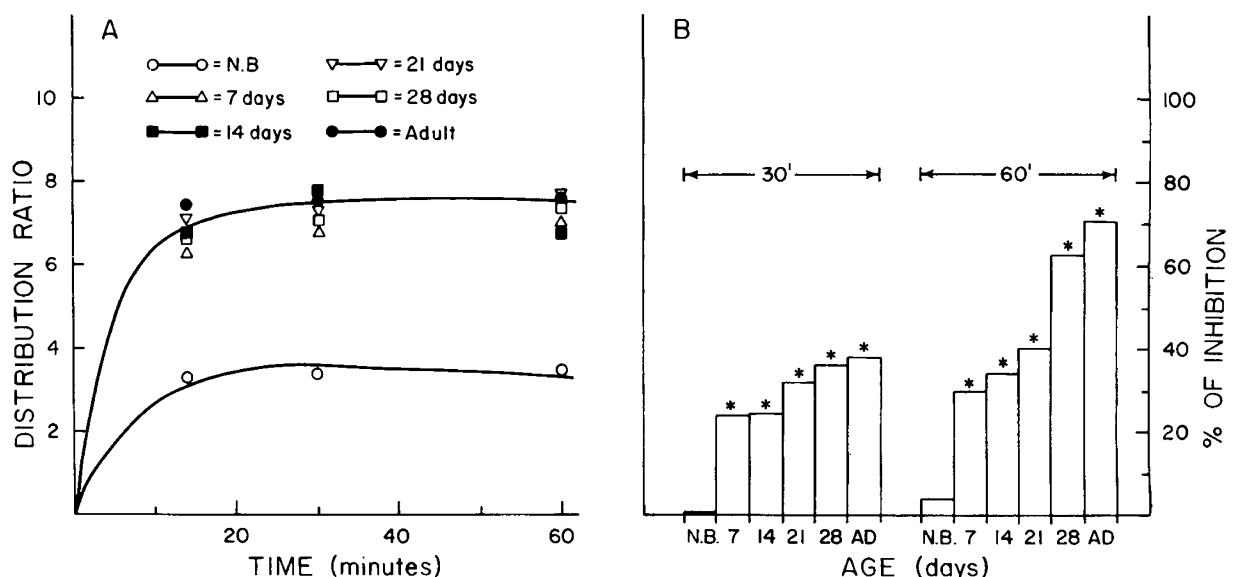 A
= N.B
= 7 days
= 14 days
= 21 days
= 28 days
= Adult
10
8
6
4
2
DISTRIBUTION RATIO
20
40
60
TIME (minutes)
B
30'
60'
* * * * *
* * * * *
100
80
60
40
20
% OF INHIBITION
N.B. 7 14 21 28 AD
N.B. 7 14 21 28 AD
AGE (days)